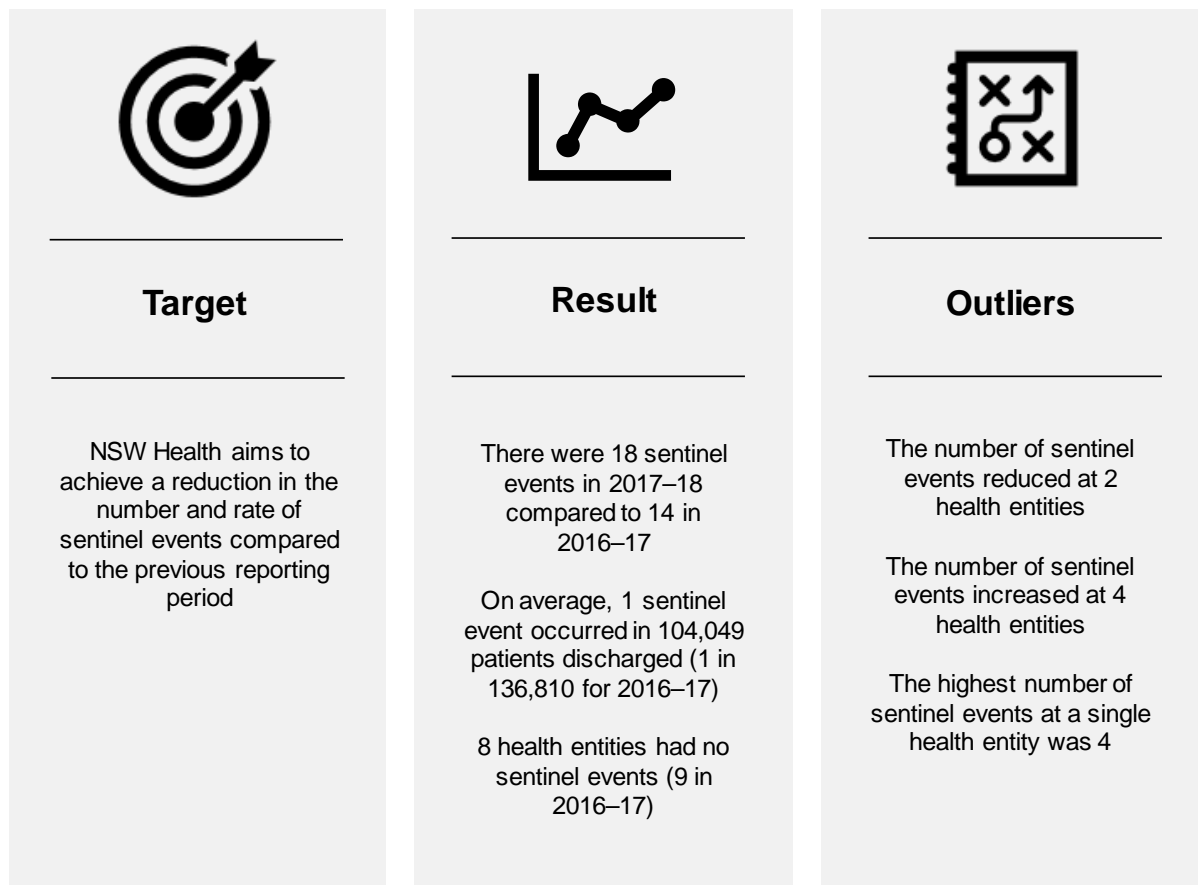 Target
NSW Health aims to
achieve a reduction in the
number and rate of
sentinel events compared
to the previous reporting
period
Result
There were 18 sentinel
events in 2017–18
compared to 14 in
2016–17
On average, 1 sentinel
event occurred in 104,049
patients discharged (1 in
136,810 for 2016–17)
8 health entities had no
sentinel events (9 in
2016–17)
Outliers
The number of sentinel
events reduced at 2
health entities
The number of sentinel
events increased at 4
health entities
The highest number of
sentinel events at a single
health entity was 4